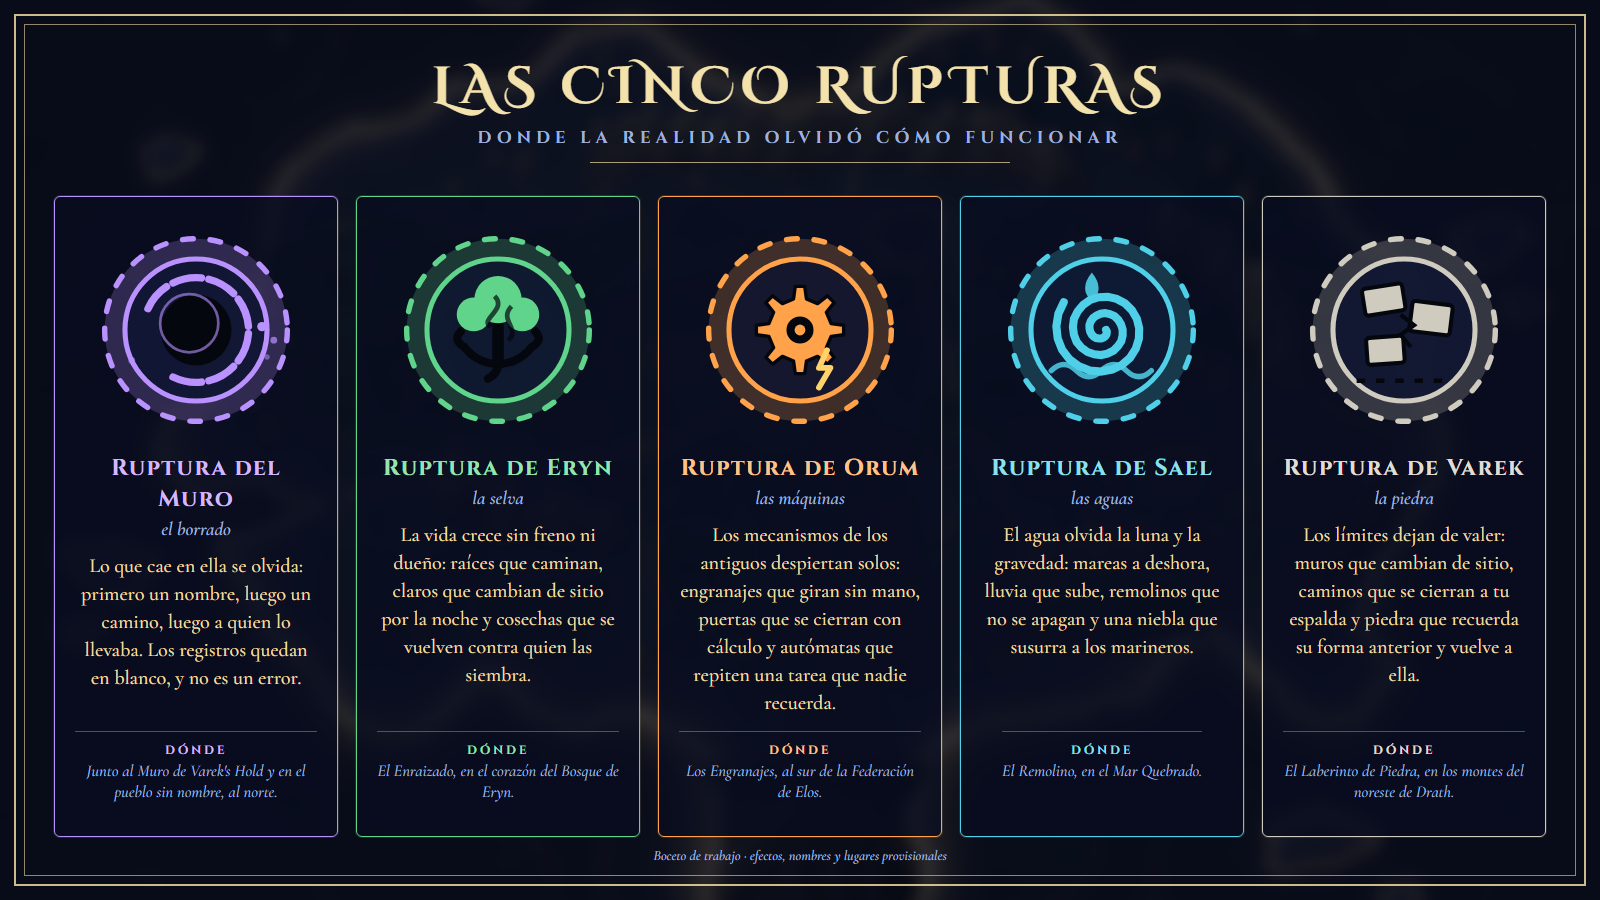 LAS CINCO RUPTURAS
DONDE LA REALIDAD OLVIDÓ CÓMO FUNCIONAR
Ruptura del
Muro
el borrado
Lo que cae en ella se olvida:
primero un nombre, luego un
camino, luego a quien lo
llevaba. Los registros quedan
en blanco, y no es un error.
DÓNDE
Junto al Muro de Varek's Hold y en el
pueblo sin nombre, al norte.
Ruptura de Eryn
la selva
La vida crece sin freno ni
dueño: raíces que caminan,
claros que cambian de sitio
por la noche y cosechas que se
vuelven contra quien las
siembra.
DÓNDE
El Enraizado, en el corazón del Bosque de
Eryn.
Ruptura de Orum
las máquinas
Los mecanismos de los
antiguos despiertan solos:
engranajes que giran sin mano,
puertas que se cierran con
cálculo y autómatas que
repiten una tarea que nadie
recuerda.
DÓNDE
Los Engranajes, al sur de la Federación
de Elos.
Ruptura de Sael
las aguas
El agua olvida la luna y la
gravedad: mareas a deshora,
lluvia que sube, remolinos que
no se apagan y una niebla que
susurra a los marineros.
DÓNDE
El Remolino, en el Mar Quebrado.
Ruptura de Varek
la piedra
Los límites dejan de valer:
muros que cambian de sitio,
caminos que se cierran a tu
espalda y piedra que recuerda
su forma anterior y vuelve a
ella.
DÓNDE
El Laberinto de Piedra, en los montes del
noreste de Drath.
Boceto de trabajo · efectos, nombres y lugares provisionales